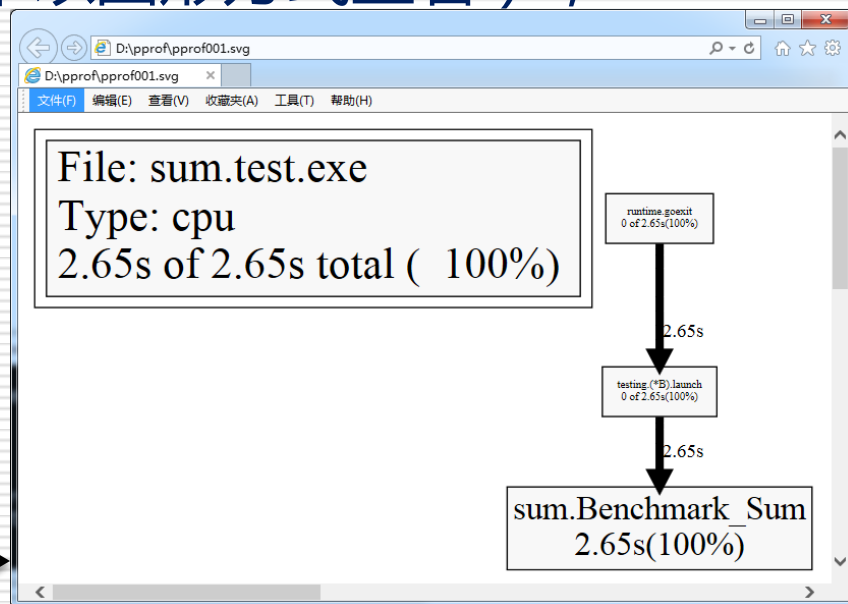 D:\pprof\pprof001.svg
D:\pprof\pprof001.svg
文件(F) 编辑(E) 查看(V) 收藏夹(A) 工具(T) 帮助(H)
File: sum.test.exe
Type: cpu
2.65s of 2.65s total ( 100%)
runtime.goexit
0 of 2.65s(100%)
2.65s
testing.(*B).launch
0 of 2.65s(100%)
2.65s
sum.Benchmark_Sum
2.65s(100%)